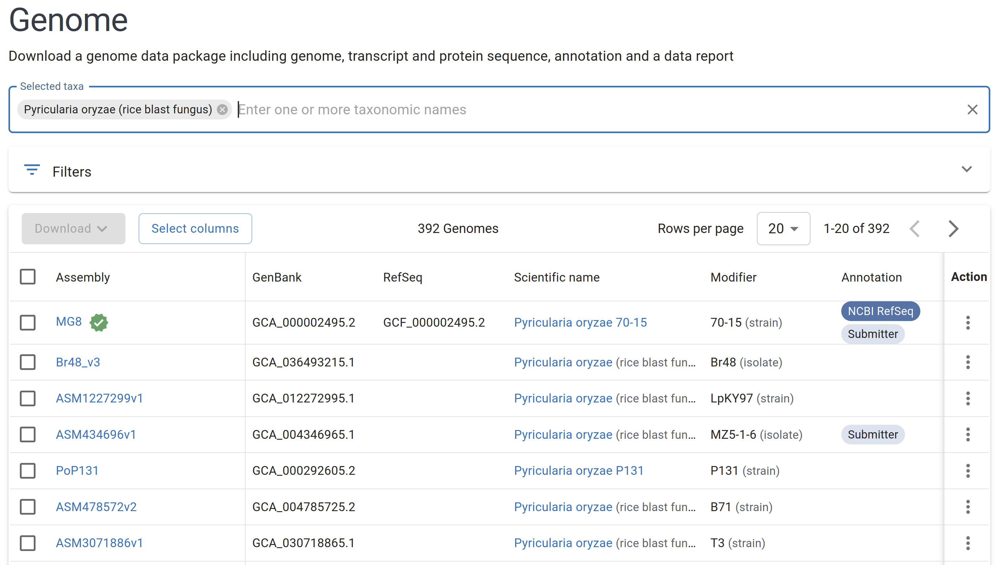 Genome
Download a genome data package including genome, transcript and protein sequence, annotation and a data report
Selected taxa
Pyricularia oryzae (rice blast fungus) Enter one or more taxonomic names
Filters
Download Select columns 392 Genomes Rows per page 20 1-20 of 392
Assembly GenBank RefSeq Scientific name Modifier Annotation Action
MG8 GCA_000002495.2 GCF_000002495.2 Pyricularia oryzae 70-15 70-15 (strain) NCBI RefSeq
Submitter
Br48_v3 GCA_036493215.1 Pyricularia oryzae (rice blast fun... Br48 (isolate)
ASM1227299v1 GCA_012272995.1 Pyricularia oryzae (rice blast fun... LpKY97 (strain)
ASM434696v1 GCA_004346965.1 Pyricularia oryzae (rice blast fun... MZ5-1-6 (isolate) Submitter
PoP131 GCA_000292605.2 Pyricularia oryzae P131 P131 (strain)
ASM478572v2 GCA_004785725.2 Pyricularia oryzae (rice blast fun... B71 (strain)
ASM3071886v1 GCA_030718865.1 Pyricularia oryzae (rice blast fun... T3 (strain)